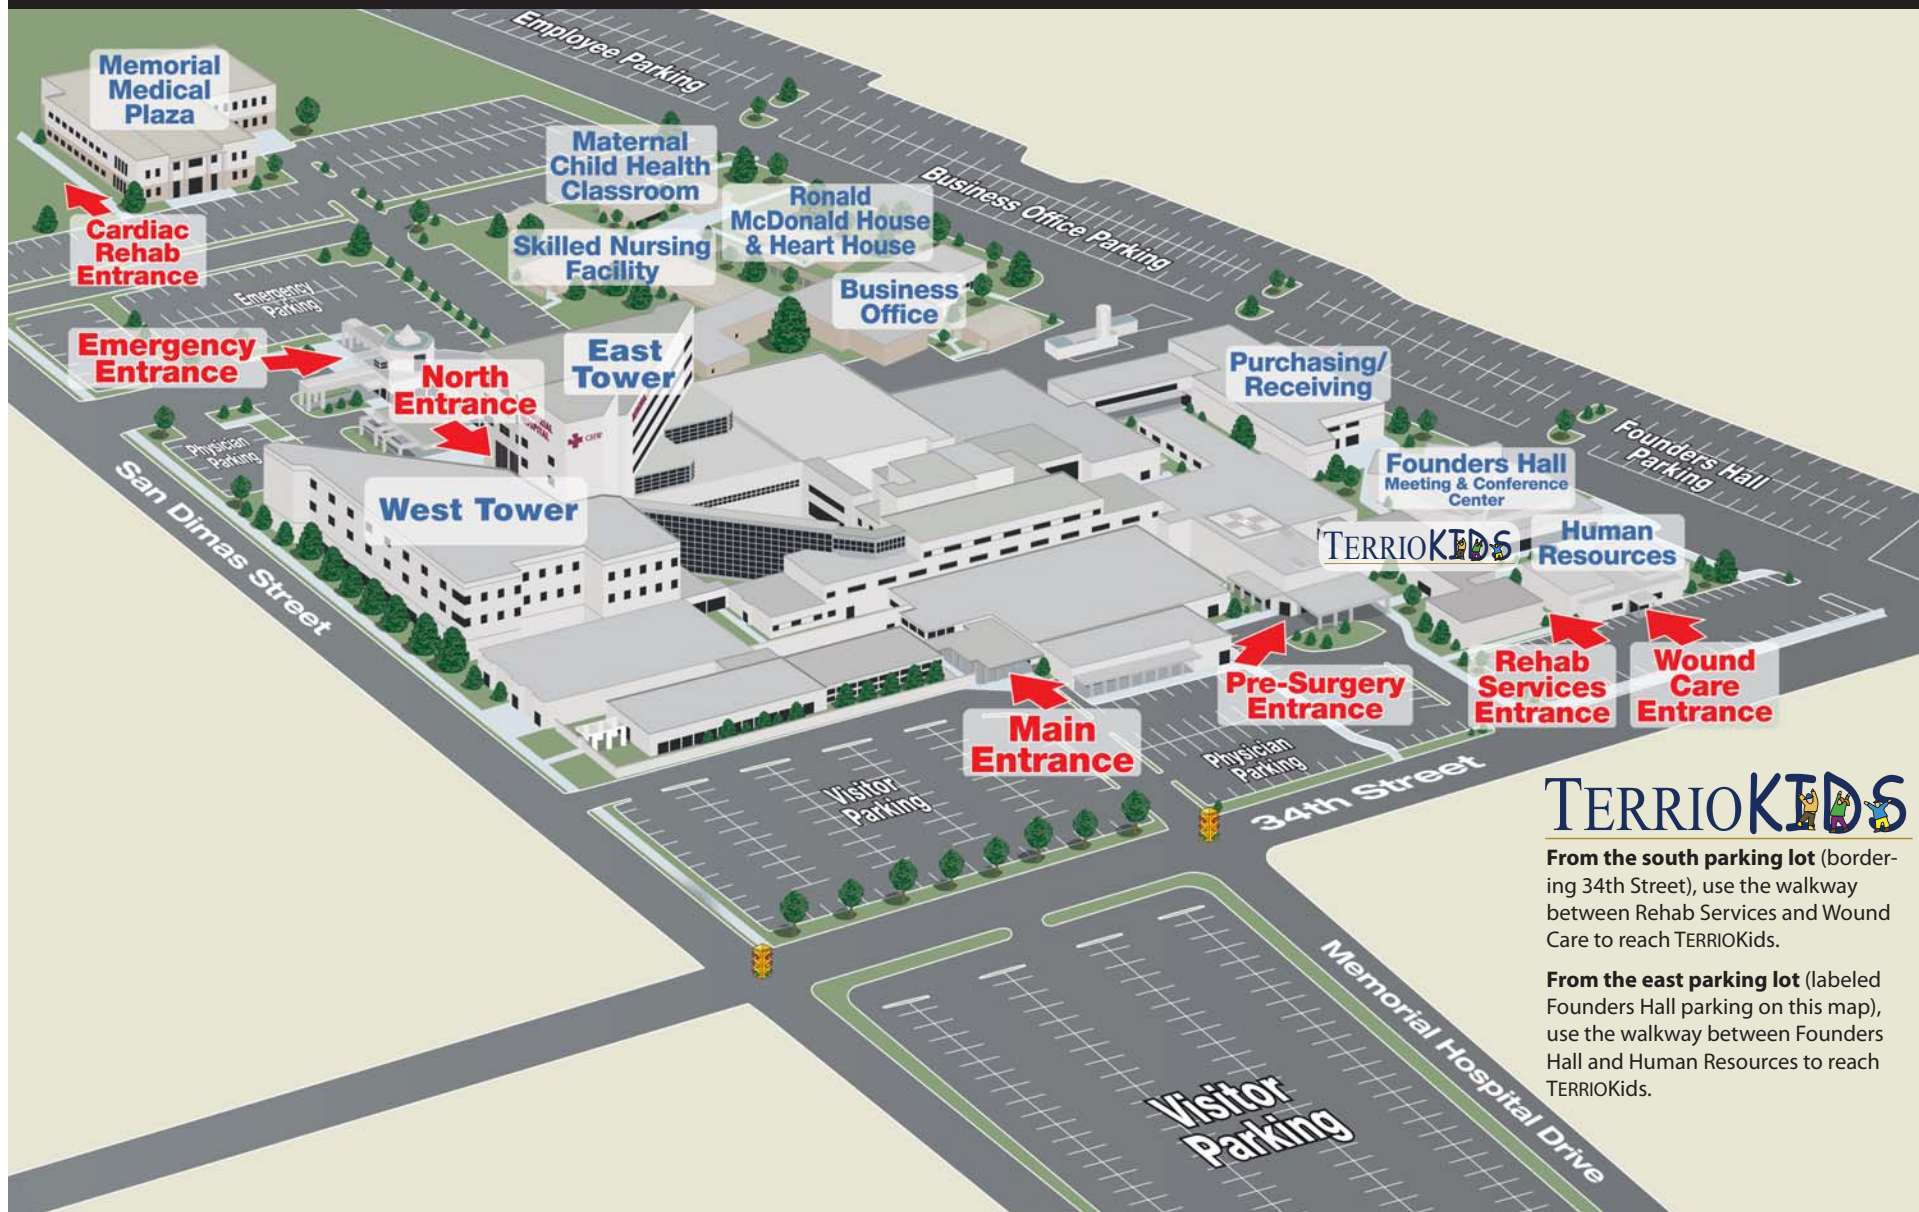 Employee Parking
Memorial
Medical
Plaza
Maternal
Child Health
Classroom
Business Office Parking
Ronald
McDonald House
& Heart House
Cardiac
Rehab
Entrance
Skilled Nursing
Facility
Business
Office
Emergency
Parking
Emergency
Entrance
North
Entrance
East
Tower
CHW
Purchasing/
Receiving
Physician
Parking
Founders Hall
Parking
Founders Hall
Meeting & Conference
Center
West Tower
San Dimas Street
TERRIOKIDS
Human
Resources
Pre-Surgery
Entrance
Rehab
Services
Entrance
Wound
Care
Entrance
Main
Entrance
Physician
Parking
Visitor
Parking
34th Street
TERRIOKIDS
From the south parking lot (border-
ing 34th Street), use the walkway
between Rehab Services and Wound
Care to reach TERRIOKids.
From the east parking lot (labeled
Founders Hall parking on this map),
use the walkway between Founders
Hall and Human Resources to reach
TERRIOKids.
Memorial Hospital Drive
Visitor
Parking